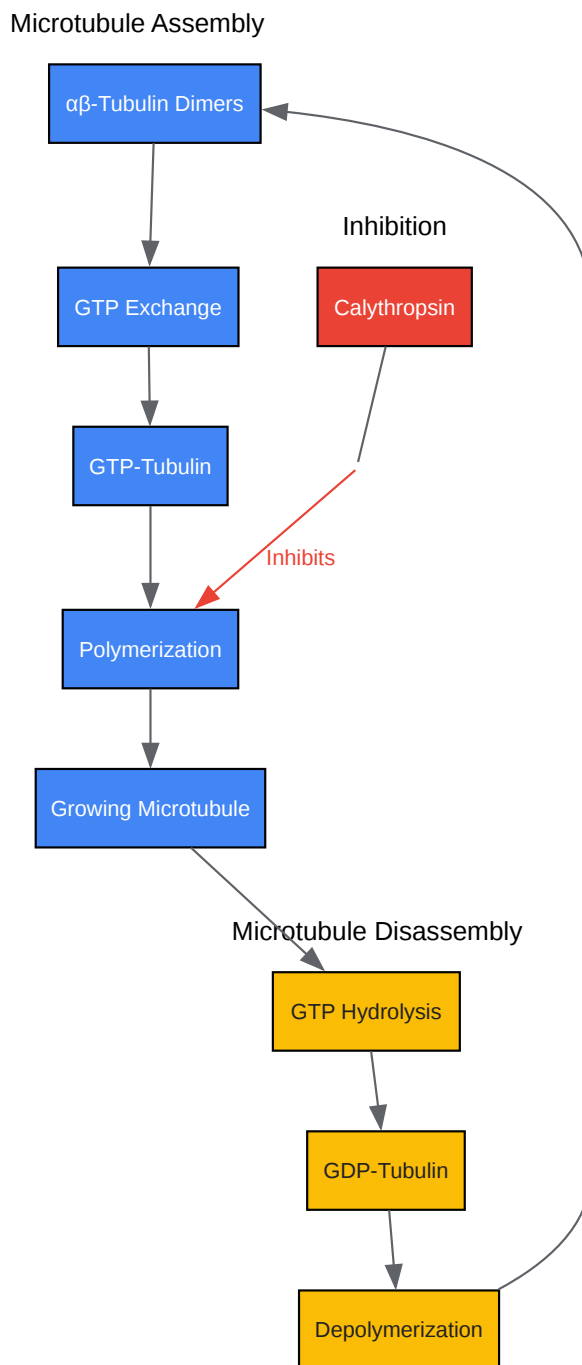 Microtubule Assembly
αβ-Tubulin Dimers
Inhibition
GTP Exchange
Calythropsin
GTP-Tubulin
Inhibits
Polymerization
Growing Microtubule
Microtubule Disassembly
GTP Hydrolysis
GDP-Tubulin
Depolymerization